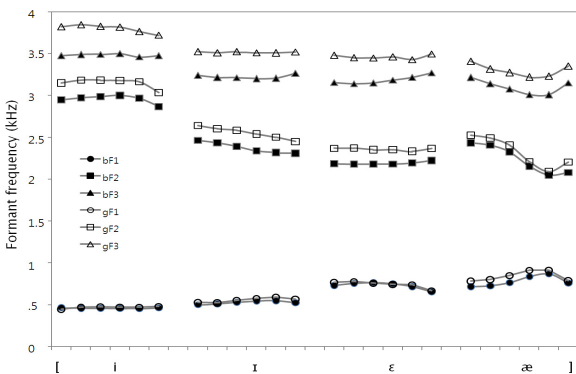 4
3.5
3
2.5
2
1.5
1
.5
0
Formant frequency (kHz)
bF1
bF2
bF3
gF1
gF2
gF3
[ i ɪ ɛ æ ]